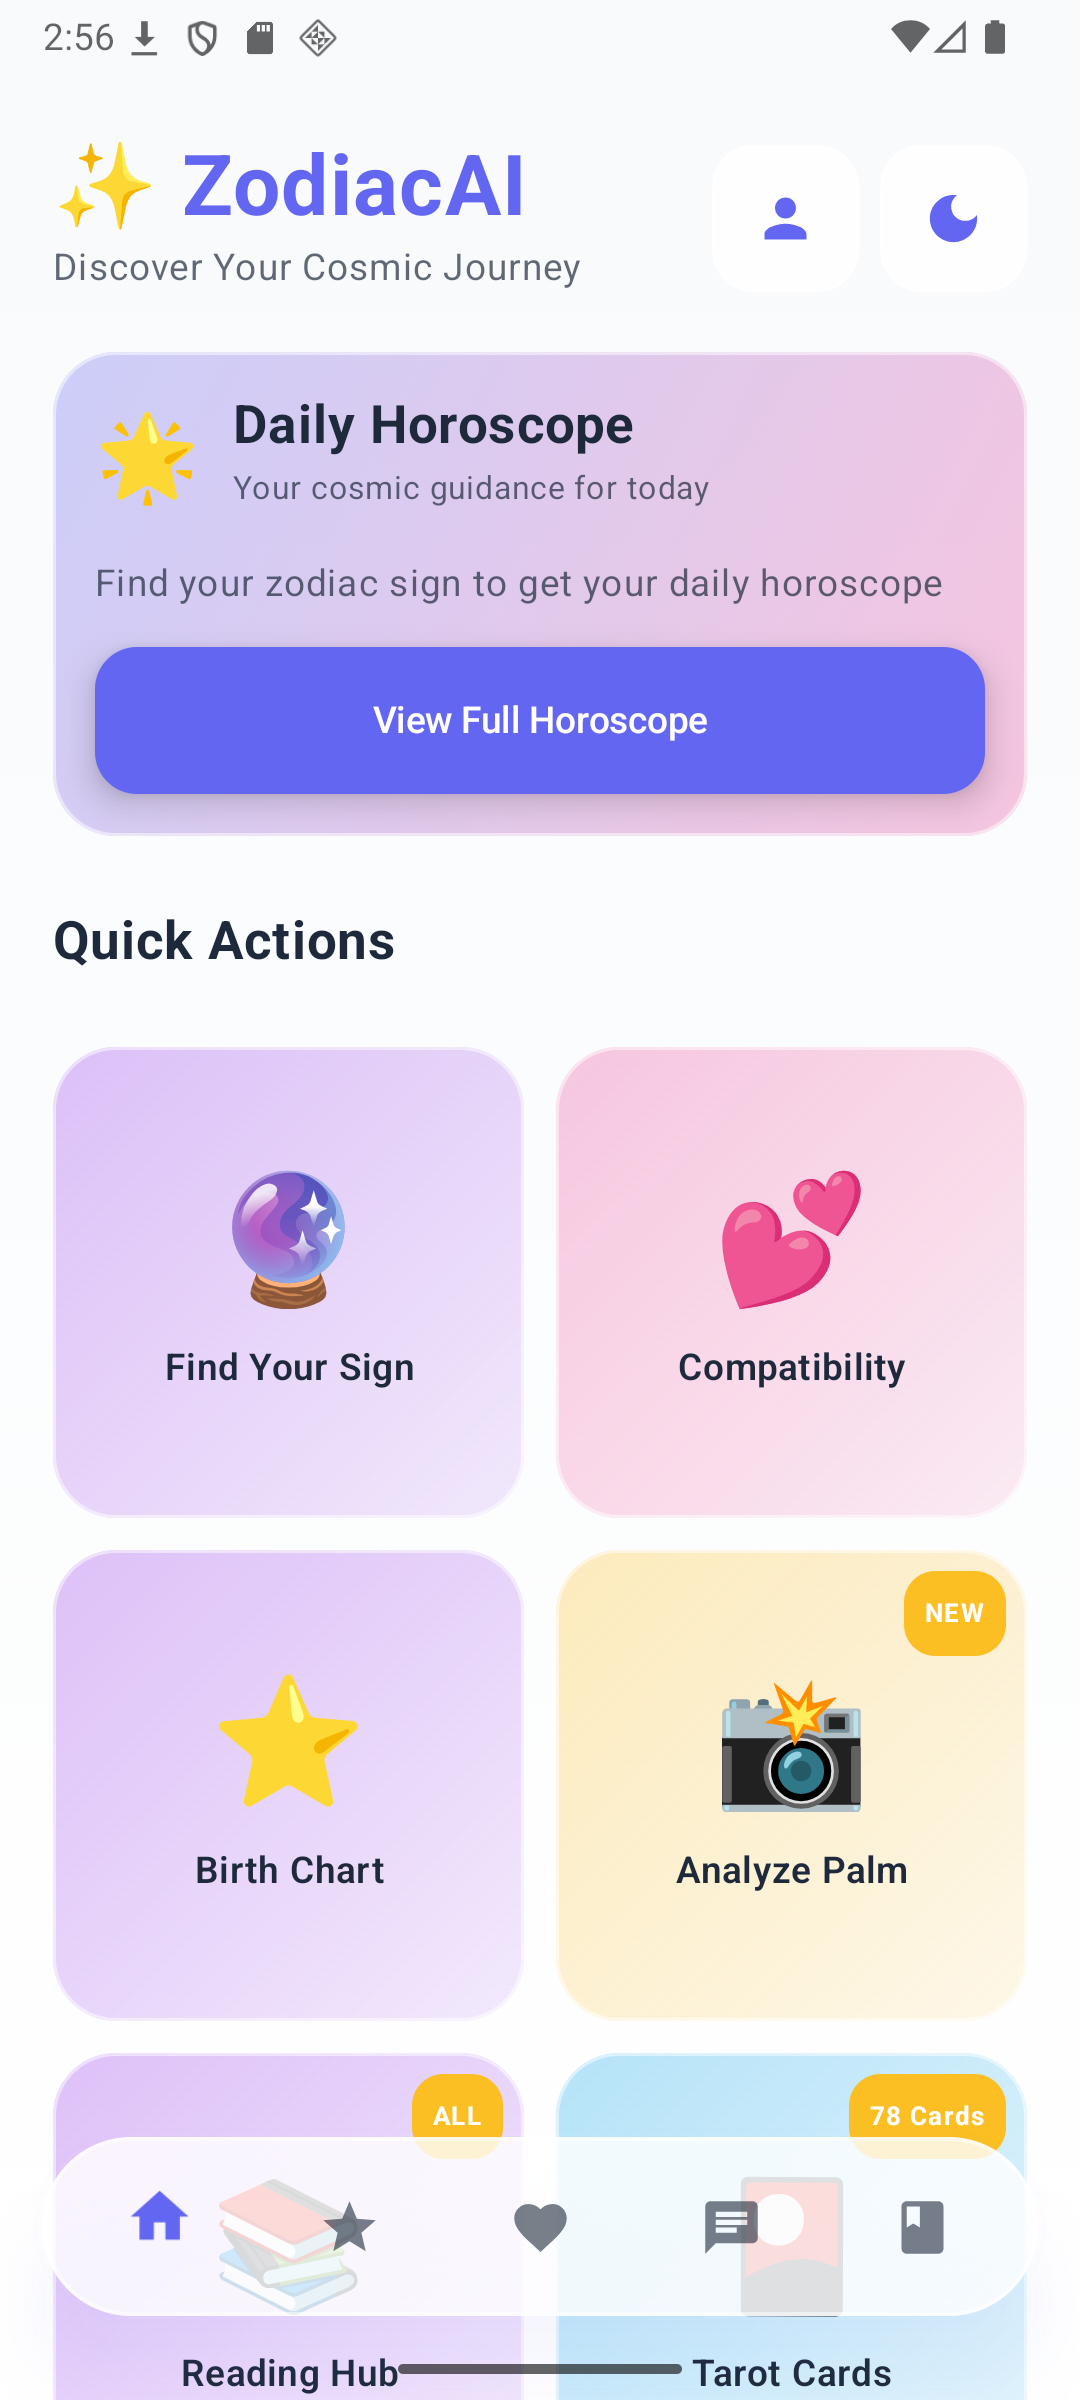 2:56
ZodiacAI
Discover Your Cosmic Journey
Daily Horoscope
Your cosmic guidance for today
Find your zodiac sign to get your daily horoscope
View Full Horoscope
Quick Actions
Find Your Sign
Compatibility
Birth Chart
NEW
Analyze Palm
ALL
Reading Hub
78 Cards
Tarot Cards